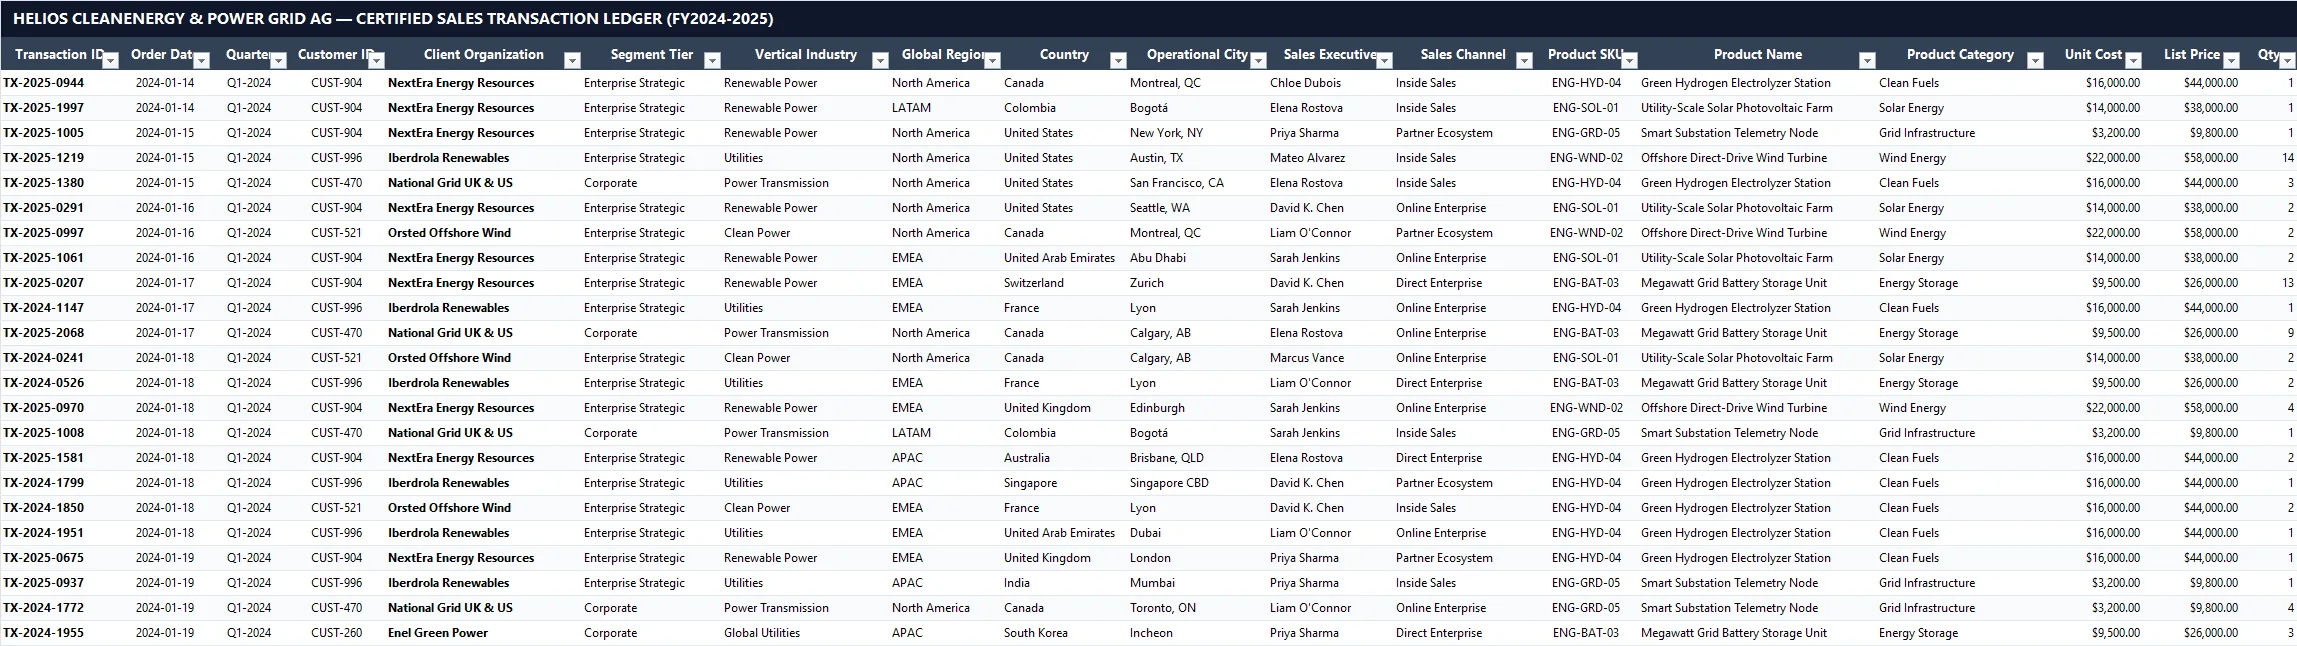 HELIOS CLEANENERGY & POWER GRID AG — CERTIFIED SALES TRANSACTION LEDGER (FY2024-2025)
Transaction ID Order Dat Quarte Customer ID Client Organization Segment Tier Vertical Industry Global Region Country Operational City Sales Executive Sales Channel Product SKU Product Name Product Category Unit Cost List Price Qty
TX-2025-0944 2024-01-14 Q1-2024 CUST-904 NextEra Energy Resources Enterprise Strategic Renewable Power North America Canada Montreal, QC Chloe Dubois Inside Sales ENG-HYD-04 Green Hydrogen Electrolyzer Station Clean Fuels $16,000.00 $44,000.00 1
TX-2025-1997 2024-01-14 Q1-2024 CUST-904 NextEra Energy Resources Enterprise Strategic Renewable Power LATAM Colombia Bogotá Elena Rostova Inside Sales ENG-SOL-01 Utility-Scale Solar Photovoltaic Farm Solar Energy $14,000.00 $38,000.00 1
TX-2025-1005 2024-01-15 Q1-2024 CUST-904 NextEra Energy Resources Enterprise Strategic Renewable Power North America United States New York, NY Priya Sharma Partner Ecosystem ENG-GRD-05 Smart Substation Telemetry Node Grid Infrastructure $3,200.00 $9,800.00 1
TX-2025-1219 2024-01-15 Q1-2024 CUST-996 Iberdrola Renewables Enterprise Strategic Utilities North America United States Austin, TX Mateo Alvarez Inside Sales ENG-WND-02 Offshore Direct-Drive Wind Turbine Wind Energy $22,000.00 $58,000.00 14
TX-2025-1380 2024-01-15 Q1-2024 CUST-470 National Grid UK & US Corporate Power Transmission North America United States San Francisco, CA Elena Rostova Inside Sales ENG-HYD-04 Green Hydrogen Electrolyzer Station Clean Fuels $16,000.00 $44,000.00 3
TX-2025-0291 2024-01-16 Q1-2024 CUST-904 NextEra Energy Resources Enterprise Strategic Renewable Power North America United States Seattle, WA David K. Chen Online Enterprise ENG-SOL-01 Utility-Scale Solar Photovoltaic Farm Solar Energy $14,000.00 $38,000.00 2
TX-2025-0997 2024-01-16 Q1-2024 CUST-521 Orsted Offshore Wind Enterprise Strategic Clean Power North America Canada Montreal, QC Liam O'Connor Partner Ecosystem ENG-WND-02 Offshore Direct-Drive Wind Turbine Wind Energy $22,000.00 $58,000.00 2
TX-2025-1061 2024-01-16 Q1-2024 CUST-904 NextEra Energy Resources Enterprise Strategic Renewable Power EMEA United Arab Emirates Abu Dhabi Sarah Jenkins Online Enterprise ENG-SOL-01 Utility-Scale Solar Photovoltaic Farm Solar Energy $14,000.00 $38,000.00 2
TX-2025-0207 2024-01-17 Q1-2024 CUST-904 NextEra Energy Resources Enterprise Strategic Renewable Power EMEA Switzerland Zurich David K. Chen Direct Enterprise ENG-BAT-03 Megawatt Grid Battery Storage Unit Energy Storage $9,500.00 $26,000.00 13
TX-2024-1147 2024-01-17 Q1-2024 CUST-996 Iberdrola Renewables Enterprise Strategic Utilities EMEA France Lyon Sarah Jenkins Online Enterprise ENG-HYD-04 Green Hydrogen Electrolyzer Station Clean Fuels $16,000.00 $44,000.00 1
TX-2025-2068 2024-01-17 Q1-2024 CUST-470 National Grid UK & US Corporate Power Transmission North America Canada Calgary, AB Elena Rostova Online Enterprise ENG-BAT-03 Megawatt Grid Battery Storage Unit Energy Storage $9,500.00 $26,000.00 9
TX-2024-0241 2024-01-18 Q1-2024 CUST-521 Orsted Offshore Wind Enterprise Strategic Clean Power North America Canada Calgary, AB Marcus Vance Online Enterprise ENG-SOL-01 Utility-Scale Solar Photovoltaic Farm Solar Energy $14,000.00 $38,000.00 2
TX-2024-0526 2024-01-18 Q1-2024 CUST-996 Iberdrola Renewables Enterprise Strategic Utilities EMEA France Lyon Liam O'Connor Direct Enterprise ENG-BAT-03 Megawatt Grid Battery Storage Unit Energy Storage $9,500.00 $26,000.00 2
TX-2025-0970 2024-01-18 Q1-2024 CUST-904 NextEra Energy Resources Enterprise Strategic Renewable Power EMEA United Kingdom Edinburgh Sarah Jenkins Online Enterprise ENG-WND-02 Offshore Direct-Drive Wind Turbine Wind Energy $22,000.00 $58,000.00 4
TX-2025-1008 2024-01-18 Q1-2024 CUST-470 National Grid UK & US Corporate Power Transmission LATAM Colombia Bogotá Sarah Jenkins Inside Sales ENG-GRD-05 Smart Substation Telemetry Node Grid Infrastructure $3,200.00 $9,800.00 1
TX-2025-1581 2024-01-18 Q1-2024 CUST-904 NextEra Energy Resources Enterprise Strategic Renewable Power APAC Australia Brisbane, QLD Elena Rostova Direct Enterprise ENG-HYD-04 Green Hydrogen Electrolyzer Station Clean Fuels $16,000.00 $44,000.00 2
TX-2024-1799 2024-01-18 Q1-2024 CUST-996 Iberdrola Renewables Enterprise Strategic Utilities APAC Singapore Singapore CBD David K. Chen Partner Ecosystem ENG-HYD-04 Green Hydrogen Electrolyzer Station Clean Fuels $16,000.00 $44,000.00 1
TX-2024-1850 2024-01-18 Q1-2024 CUST-521 Orsted Offshore Wind Enterprise Strategic Clean Power EMEA France Lyon David K. Chen Inside Sales ENG-HYD-04 Green Hydrogen Electrolyzer Station Clean Fuels $16,000.00 $44,000.00 2
TX-2024-1951 2024-01-18 Q1-2024 CUST-996 Iberdrola Renewables Enterprise Strategic Utilities EMEA United Arab Emirates Dubai Liam O'Connor Online Enterprise ENG-HYD-04 Green Hydrogen Electrolyzer Station Clean Fuels $16,000.00 $44,000.00 1
TX-2025-0675 2024-01-19 Q1-2024 CUST-904 NextEra Energy Resources Enterprise Strategic Renewable Power EMEA United Kingdom London Priya Sharma Partner Ecosystem ENG-HYD-04 Green Hydrogen Electrolyzer Station Clean Fuels $16,000.00 $44,000.00 1
TX-2025-0937 2024-01-19 Q1-2024 CUST-996 Iberdrola Renewables Enterprise Strategic Utilities APAC India Mumbai Priya Sharma Inside Sales ENG-GRD-05 Smart Substation Telemetry Node Grid Infrastructure $3,200.00 $9,800.00 1
TX-2024-1772 2024-01-19 Q1-2024 CUST-470 National Grid UK & US Corporate Power Transmission North America Canada Toronto, ON Liam O'Connor Online Enterprise ENG-GRD-05 Smart Substation Telemetry Node Grid Infrastructure $3,200.00 $9,800.00 4
TX-2024-1955 2024-01-19 Q1-2024 CUST-260 Enel Green Power Corporate Global Utilities APAC South Korea Incheon Priya Sharma Direct Enterprise ENG-BAT-03 Megawatt Grid Battery Storage Unit Energy Storage $9,500.00 $26,000.00 3